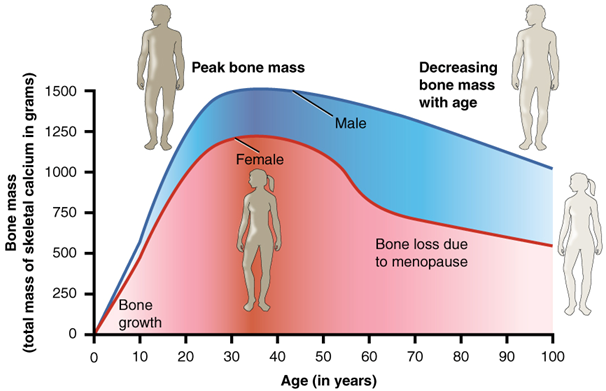 Peak bone mass
Decreasing
bone mass
with age
Bone mass
(total mass of skeletal calcium in grams)
1500
1250
1000
750
500
250
0
Male
Female
Bone loss due
to menopause
Bone
growth
0 10 20 30 40 50 60 70 80 90 100
Age (in years)